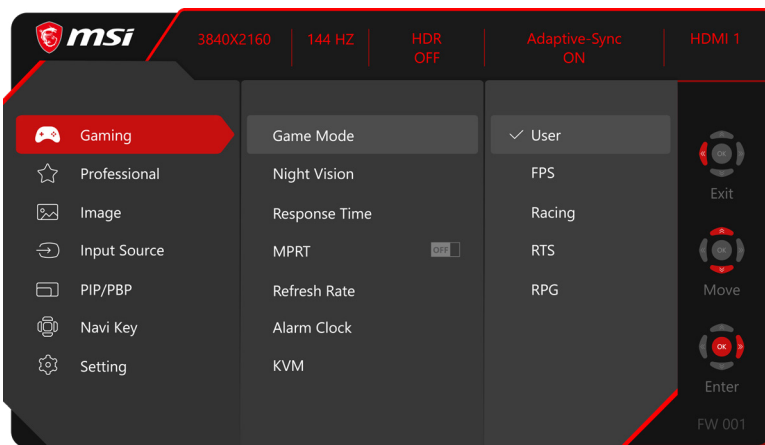 msi
3840X2160
144 HZ
HDR
OFF
Adaptive-Sync
ON
HDMI 1
Gaming
Professional
Image
Input Source
PIP/PBP
Navi Key
Setting
Game Mode
Night Vision
Response Time
MPRT
OFF
Refresh Rate
Alarm Clock
KVM
User
FPS
Racing
RTS
RPG
OK
Exit
OK
Move
OK
Enter
FW 001